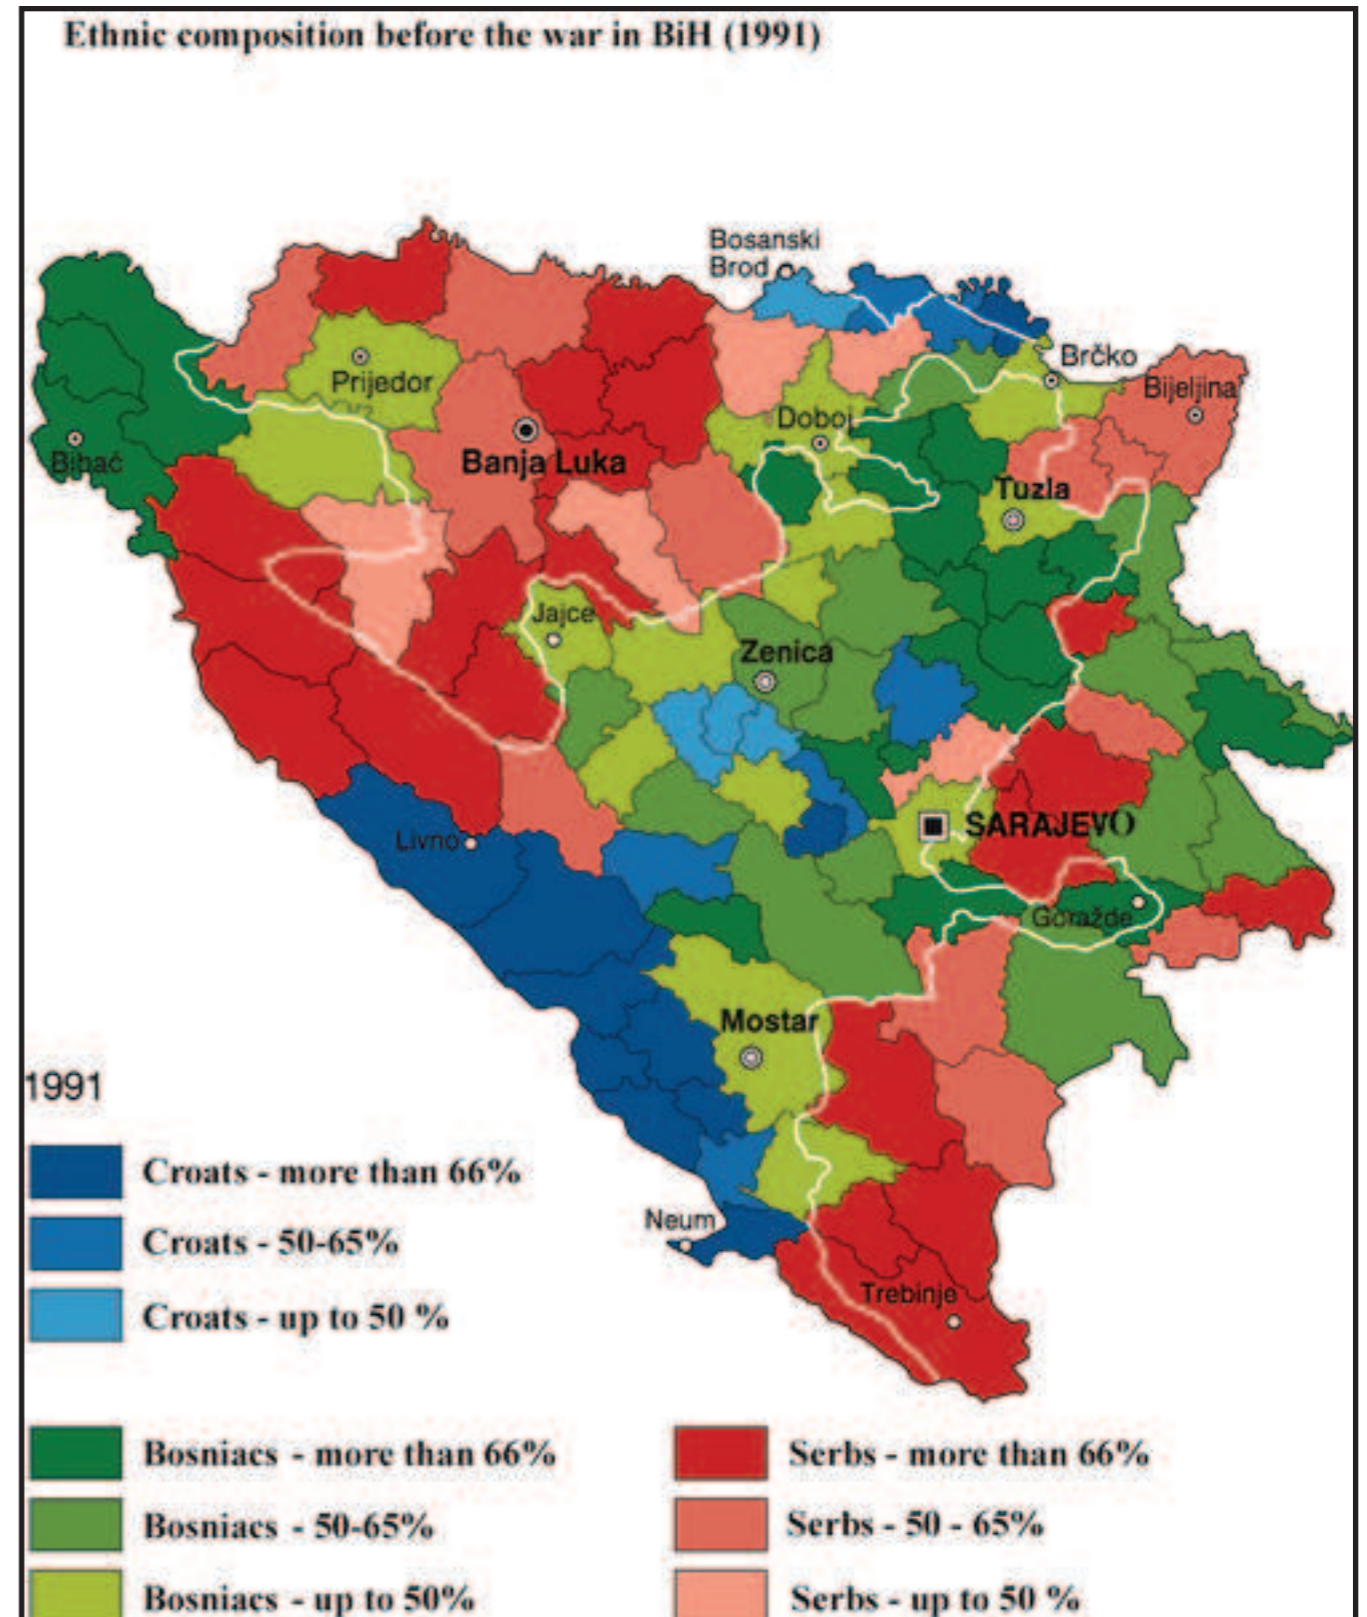 Ethnic composition before the war in BiH (1991)
Bosanski
Brod
Brčko
Bijeljina
Prijedor
Doboj
Bihać
Banja Luka
Tuzla
Jajce
Zenica
SARAJEVO
Livno
Goražde
Mostar
Neum
Trebinje
1991
Croats - more than 66%
Croats - 50-65%
Croats - up to 50 %
Bosniacs - more than 66%
Bosniacs - 50-65%
Bosniacs - up to 50%
Serbs - more than 66%
Serbs - 50 - 65%
Serbs - up to 50 %